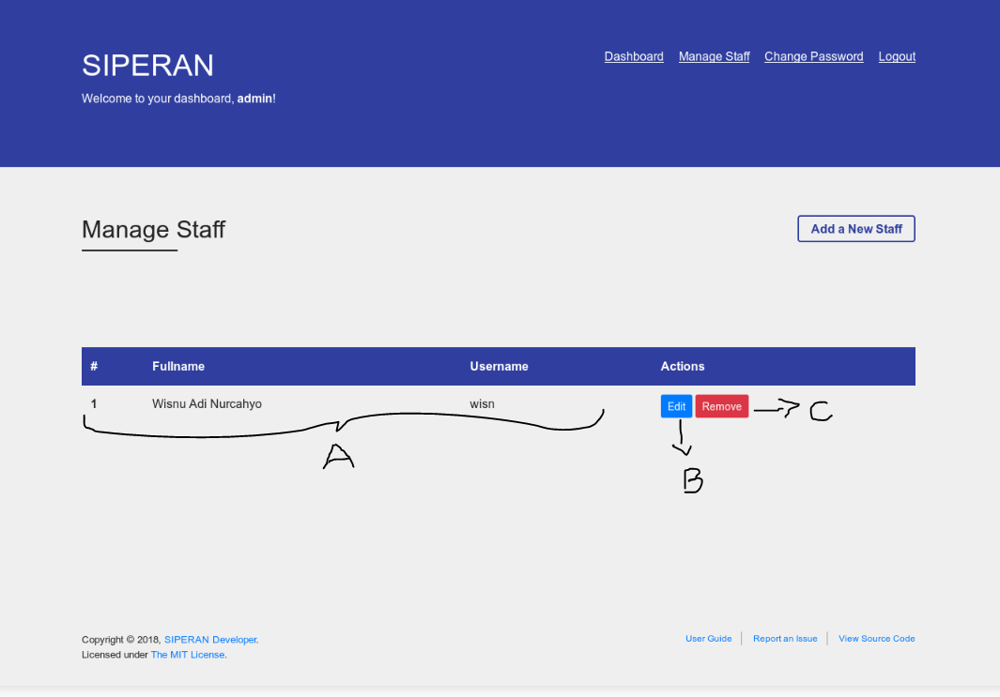 SIPERAN
Dashboard Manage Staff Change Password Logout
Welcome to your dashboard, admin!
Manage Staff
Add a New Staff
# Fullname Username Actions
1 Wisnu Adi Nurcahyo wisn Edit Remove C
A
B
Copyright © 2018, SIPERAN Developer.
User Guide Report an Issue View Source Code
Licensed under The MIT License.